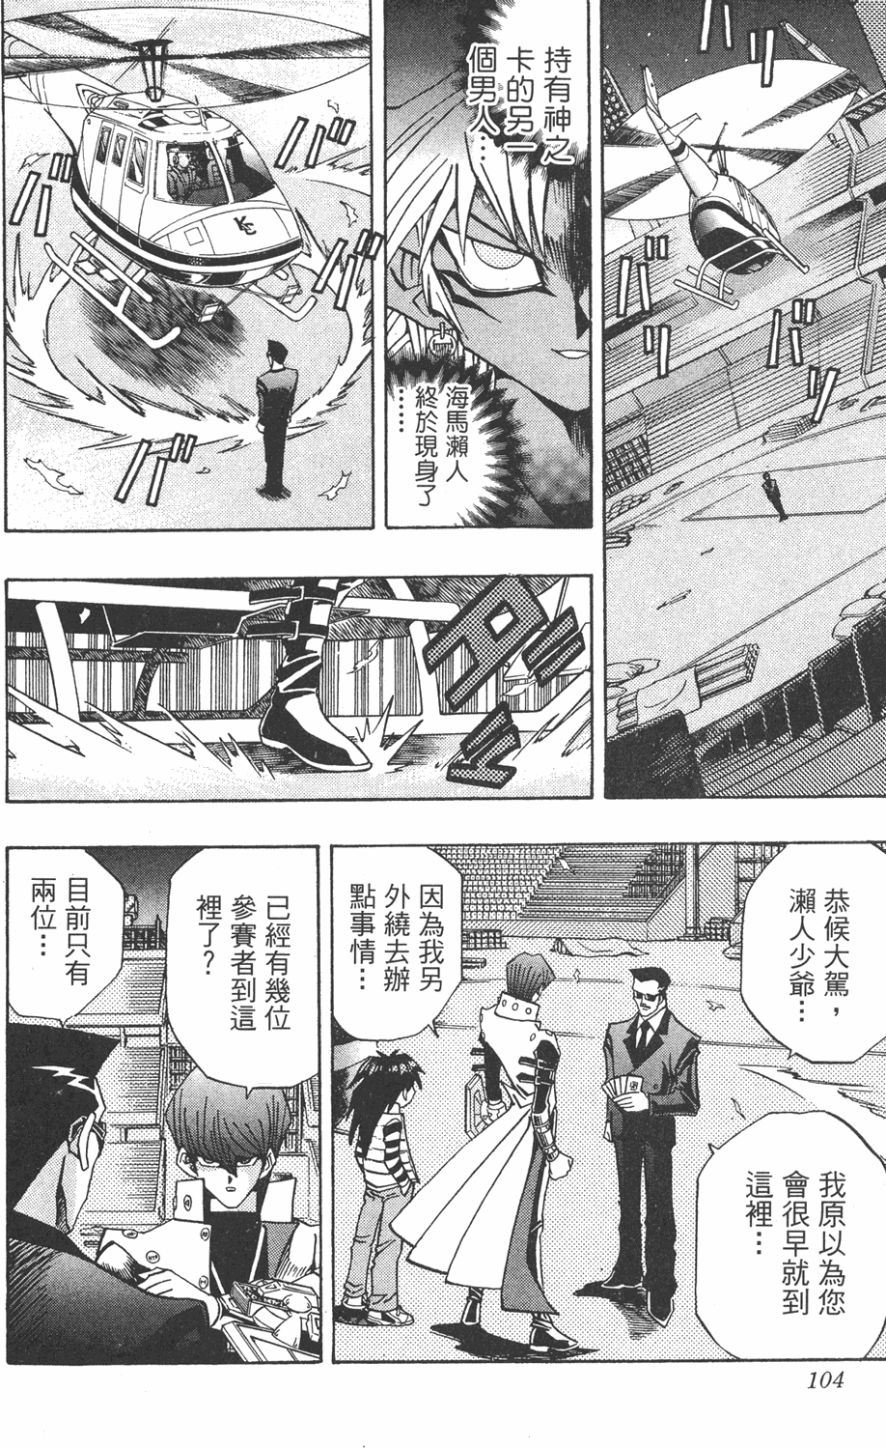 持有神之
卡的另一
個男人…
海馬瀨人
終於現身了
……
KC
恭候大駕，
瀨人少爺…
我原以為您
會很早就到
這裡…
因為我另
外繞去辦
點事情…
已經有幾位
參賽者到這
裡了？
目前只有
兩位…
104